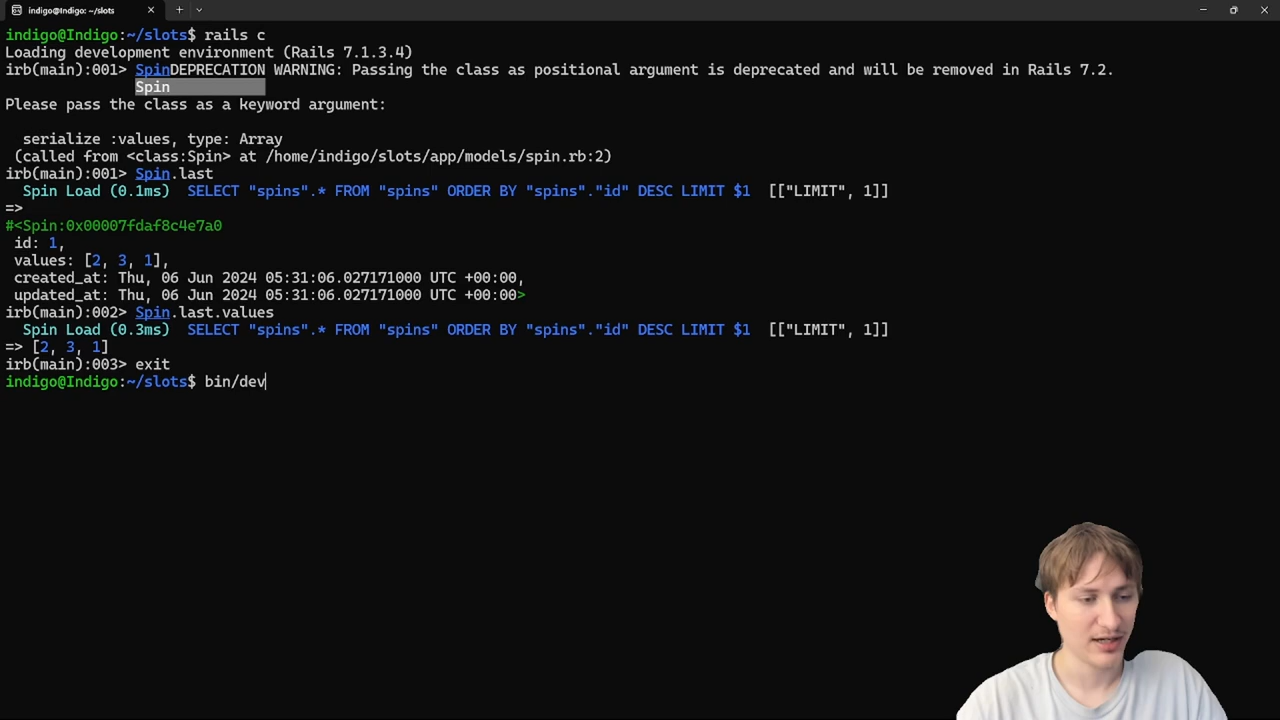 indigo@Indigo: ~/slots
indigo@Indigo:~/slots$ rails c
Loading development environment (Rails 7.1.3.4)
irb(main):001> SpinDEPRECATION WARNING: Passing the class as positional argument is deprecated and will be removed in Rails 7.2.
Spin
Please pass the class as a keyword argument:
serialize :values, type: Array
(called from <class:Spin> at /home/indigo/slots/app/models/spin.rb:2)
irb(main):001> Spin.last
Spin Load (0.1ms)  SELECT "spins".* FROM "spins" ORDER BY "spins"."id" DESC LIMIT $1  [["LIMIT", 1]]
=>
#<Spin:0x00007fdaf8c4e7a0
id: 1,
values: [2, 3, 1],
created_at: Thu, 06 Jun 2024 05:31:06.027171000 UTC +00:00,
updated_at: Thu, 06 Jun 2024 05:31:06.027171000 UTC +00:00>
irb(main):002> Spin.last.values
Spin Load (0.3ms)  SELECT "spins".* FROM "spins" ORDER BY "spins"."id" DESC LIMIT $1  [["LIMIT", 1]]
=> [2, 3, 1]
irb(main):003> exit
indigo@Indigo:~/slots$ bin/dev